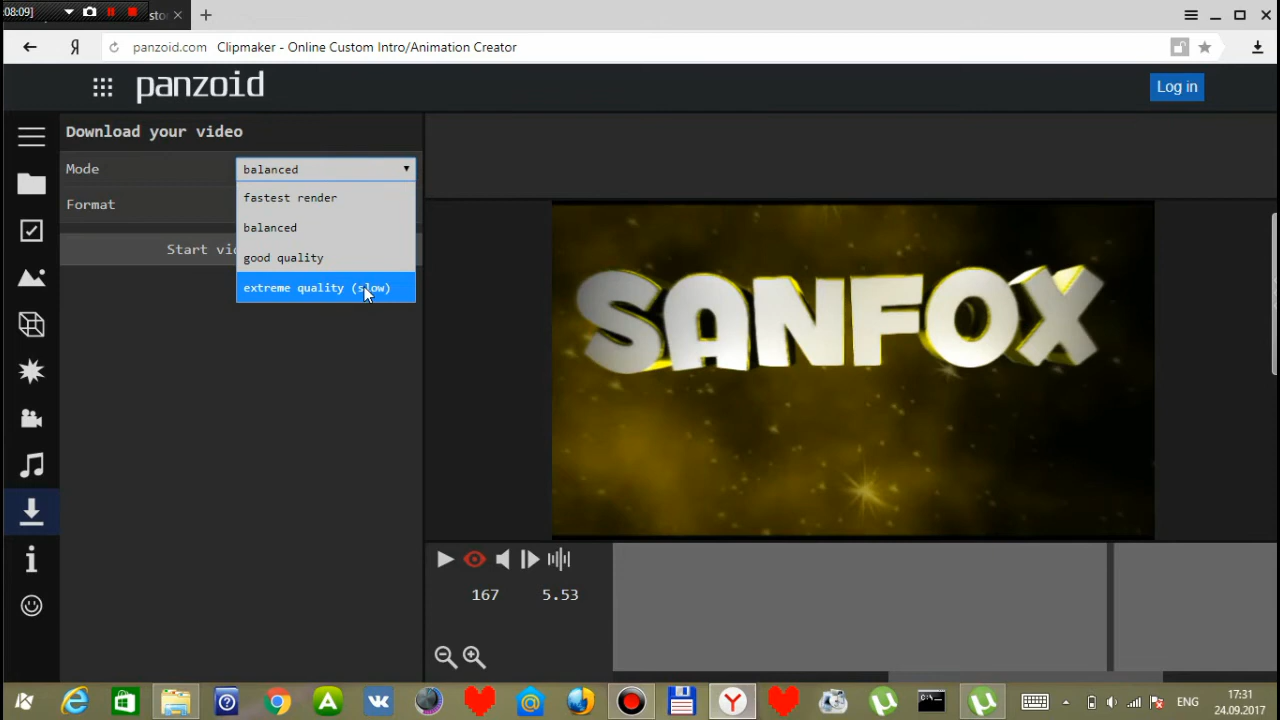 :08:09]
sto
panzoid.com Clipmaker - Online Custom Intro/Animation Creator
panzoid
Log in
Download your video
Mode
balanced
fastest render
Format
balanced
Start vi
good quality
extreme quality (slow)
SANFOX
167 5.53
ENG
17:31
24.09.2017